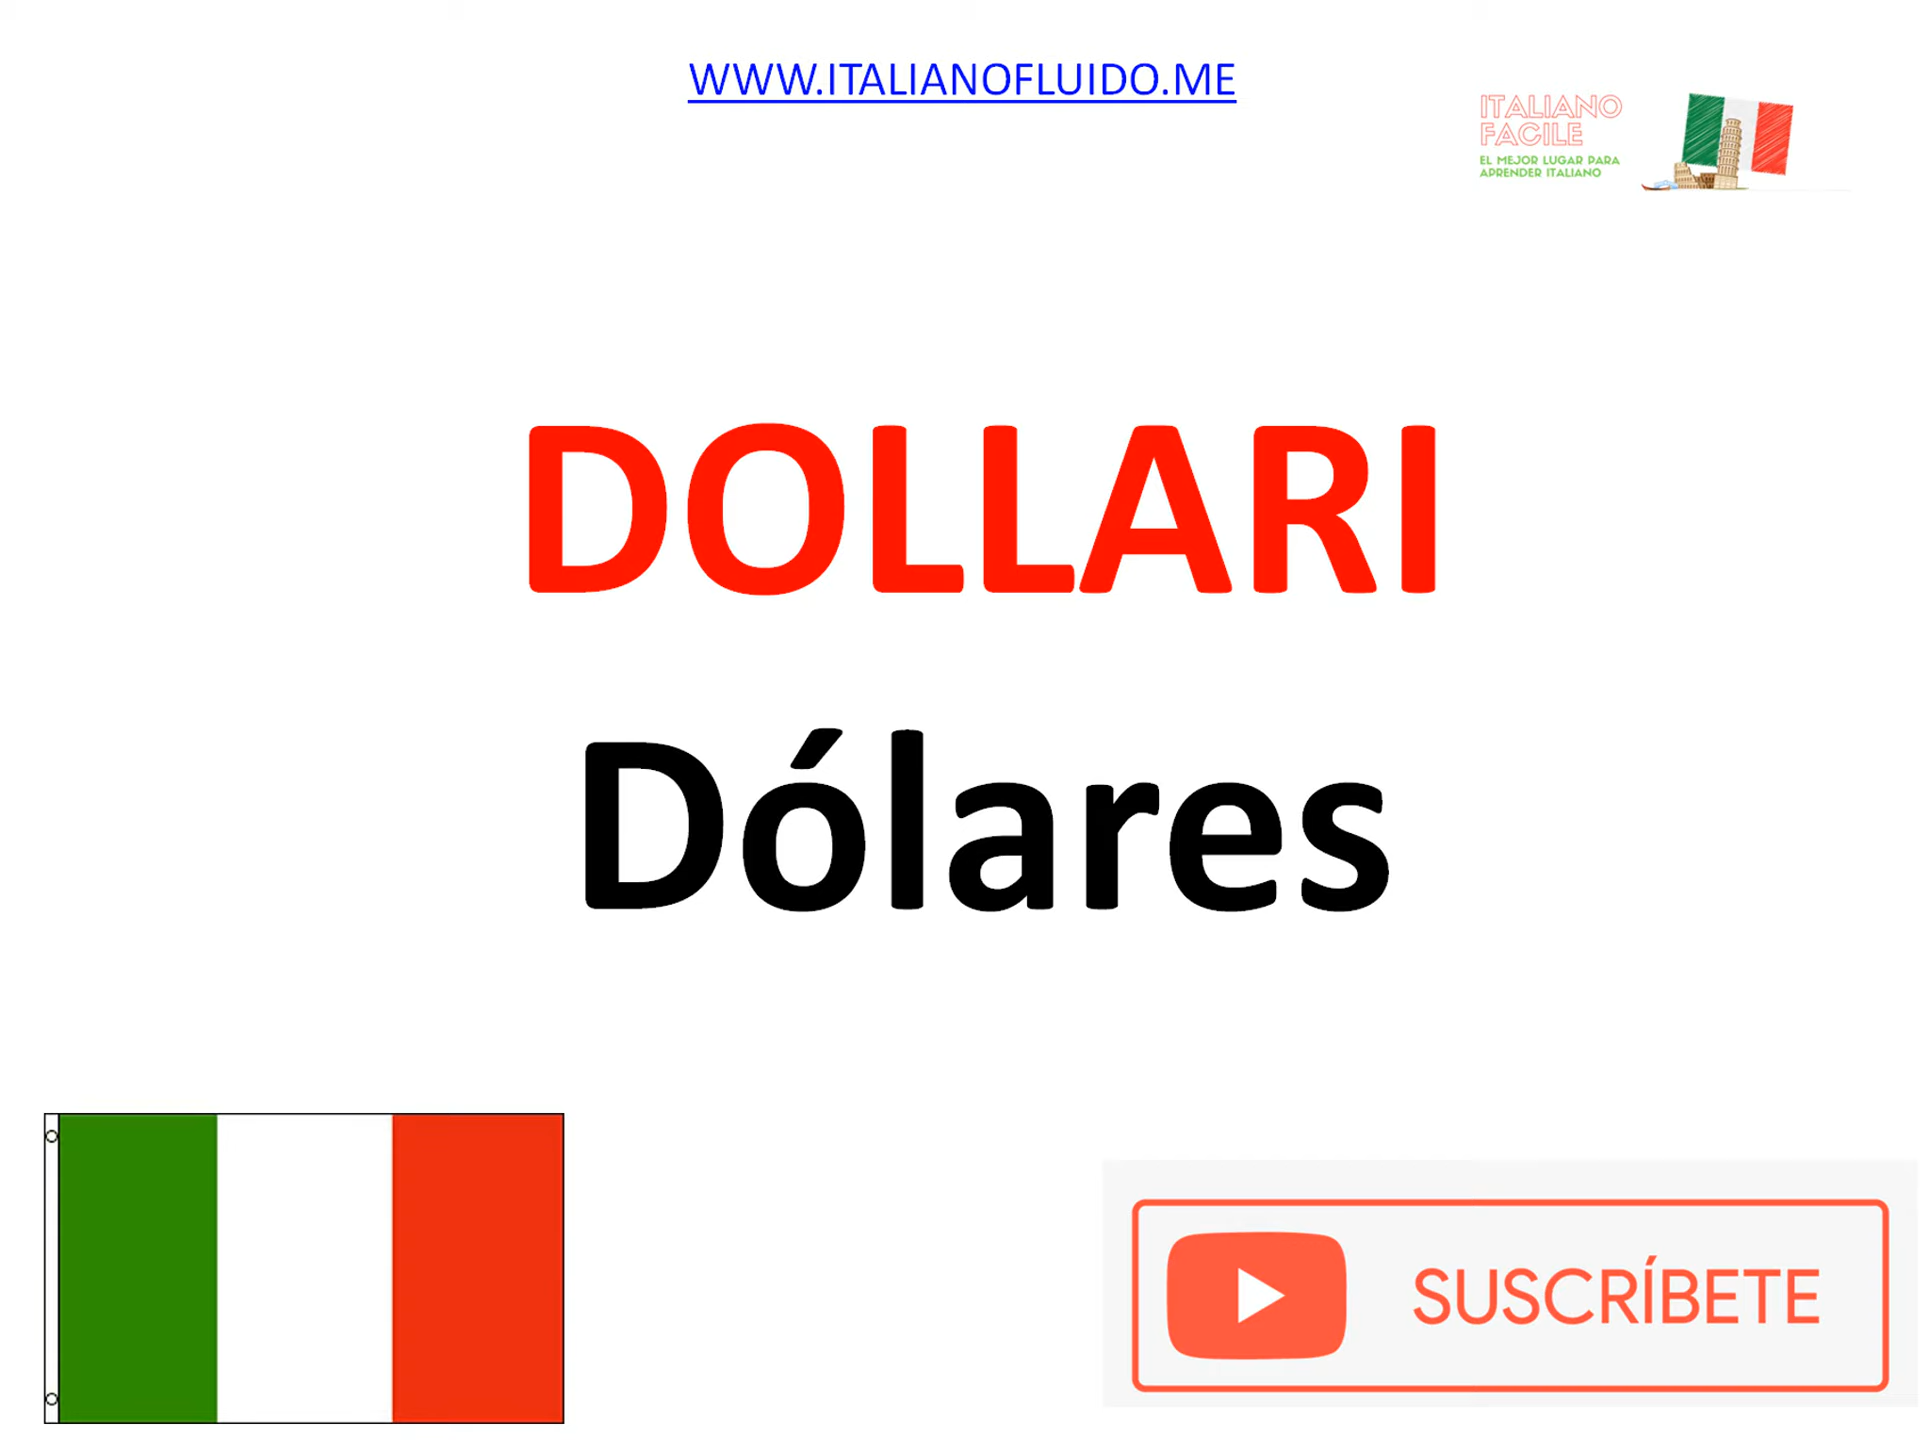 WWW.ITALIANOFLUIDO.ME
ITALIANO
FACILE
EL MEJOR LUGAR PARA
APRENDER ITALIANO
DOLLARI
Dólares
SUSCRÍBETE